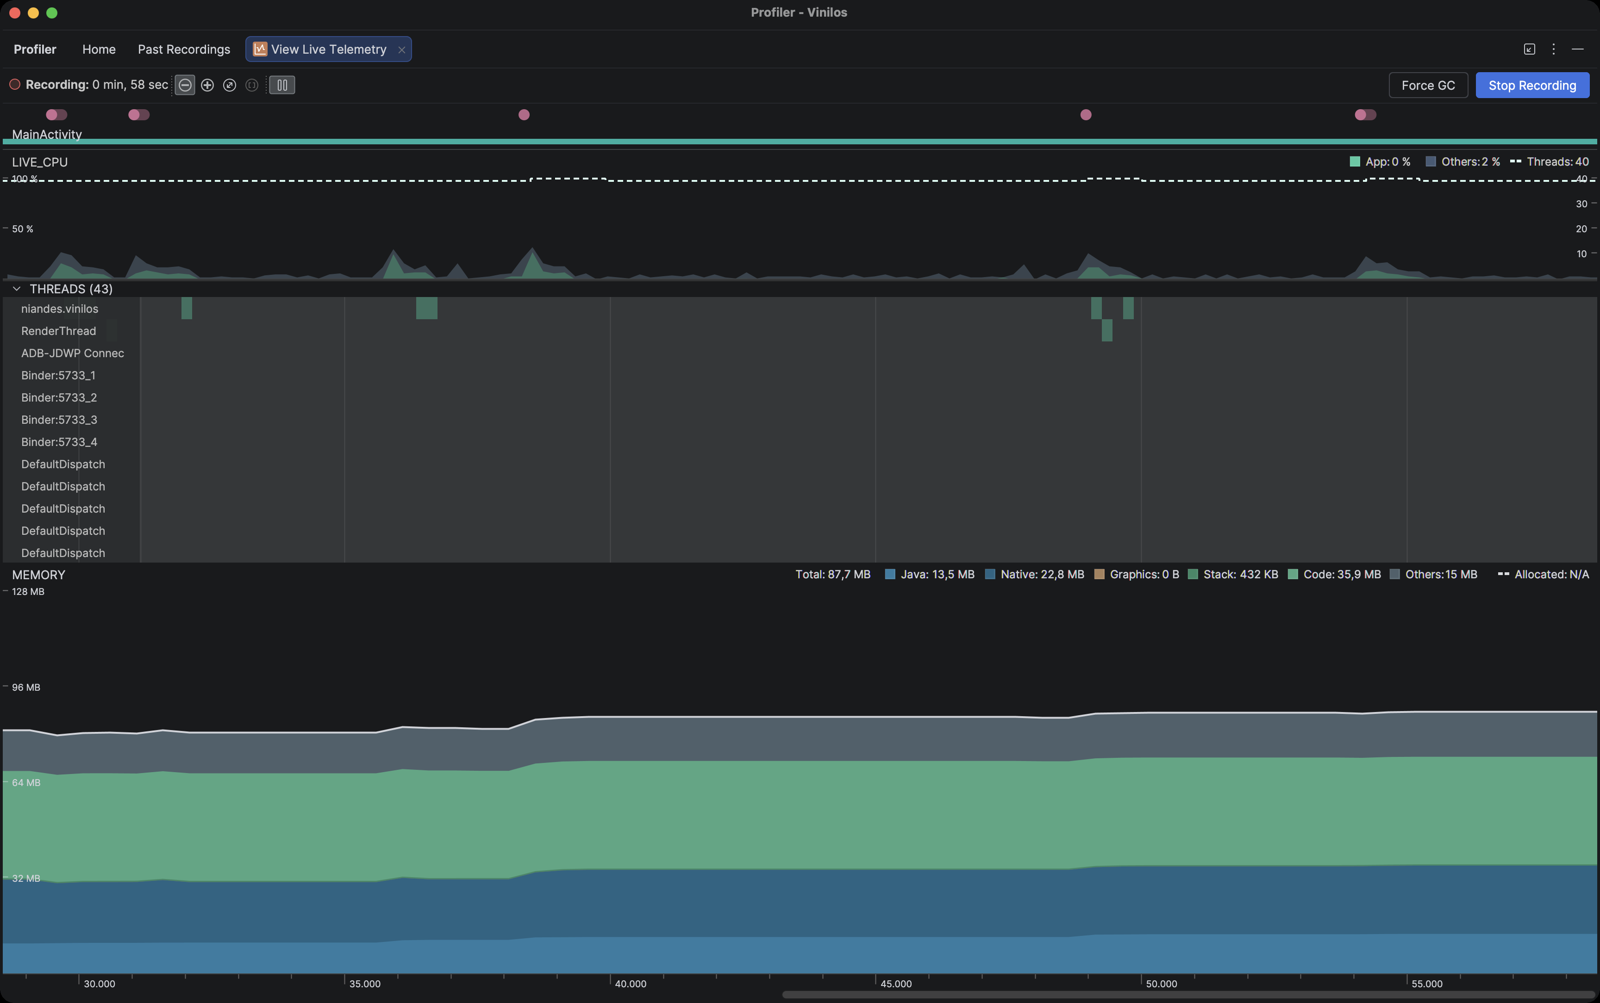 Profiler - Vinilos
Profiler Home Past Recordings View Live Telemetry
Recording: 0 min, 58 sec Force GC Stop Recording
MainActivity
LIVE_CPU App: 0 % Others: 2 % Threads: 40
100 % 40
30
50 % 20
10
THREADS (43)
niandes.vinilos
RenderThread
ADB-JDWP Connec
Binder:5733_1
Binder:5733_2
Binder:5733_3
Binder:5733_4
DefaultDispatch
DefaultDispatch
DefaultDispatch
DefaultDispatch
DefaultDispatch
MEMORY Total: 87,7 MB Java: 13,5 MB Native: 22,8 MB Graphics: 0 B Stack: 432 KB Code: 35,9 MB Others: 15 MB Allocated: N/A
128 MB
96 MB
64 MB
32 MB
30.000 35.000 40.000 45.000 50.000 55.000